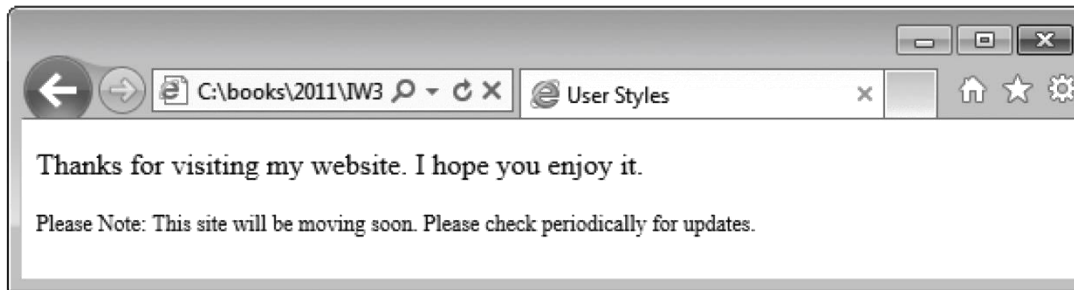 C:\books\2011\IW3
User Styles
Thanks for visiting my website. I hope you enjoy it.
Please Note: This site will be moving soon. Please check periodically for updates.